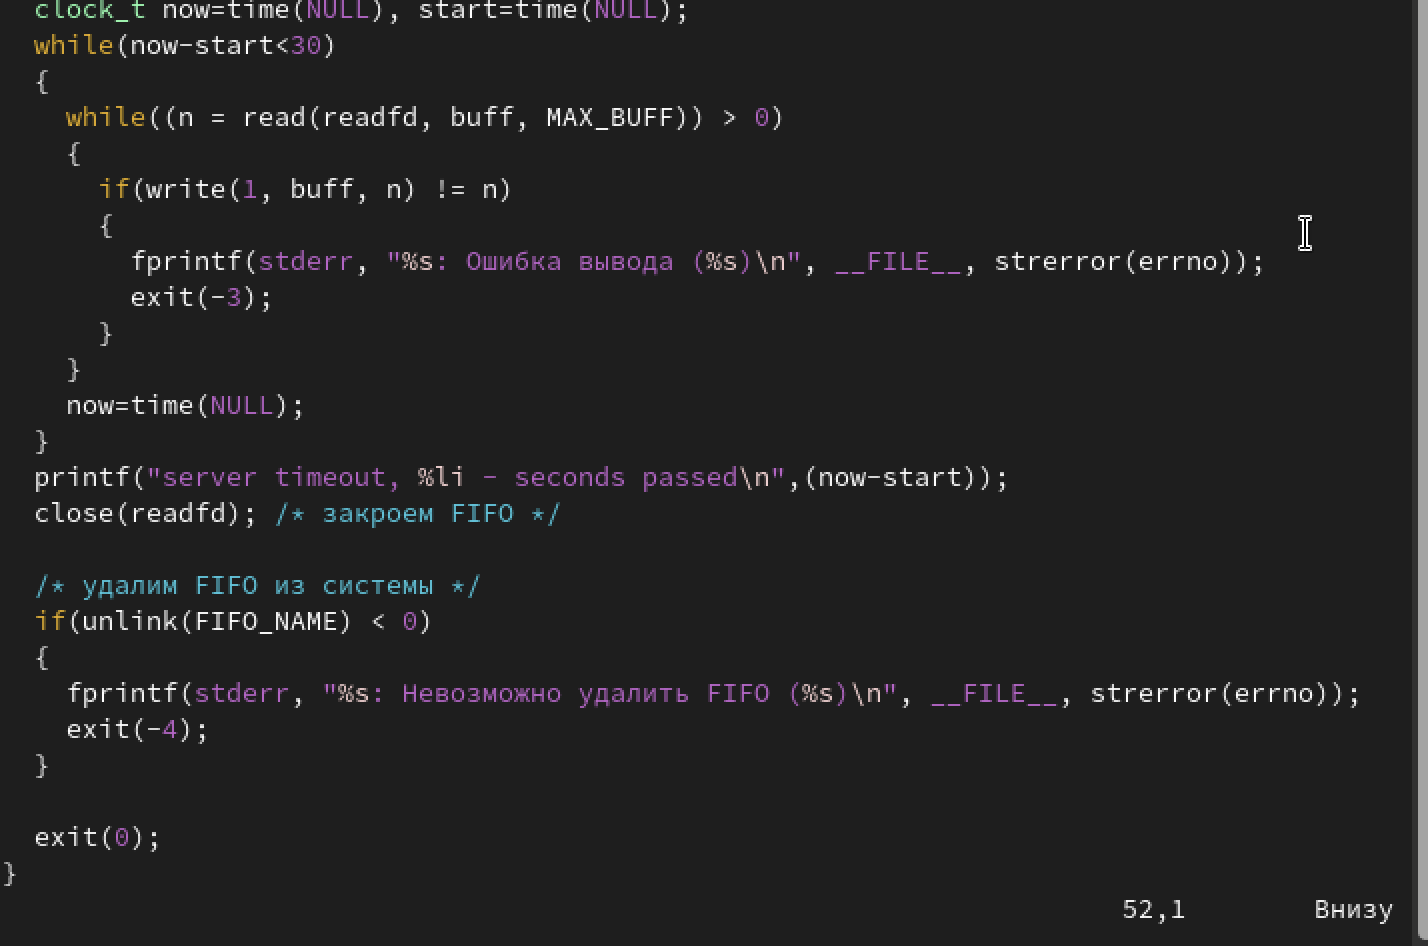 clock_t now=time(NULL), start=time(NULL);
while(now-start<30)
{
while((n = read(readfd, buff, MAX_BUFF)) > 0)
{
if(write(1, buff, n) != n)
{
fprintf(stderr, "%s: Ошибка вывода (%s)\n", __FILE__, strerror(errno));
exit(-3);
}
}
now=time(NULL);
}
printf("server timeout, %li - seconds passed\n",(now-start));
close(readfd); /* закроем FIFO */
/* удалим FIFO из системы */
if(unlink(FIFO_NAME) < 0)
{
fprintf(stderr, "%s: Невозможно удалить FIFO (%s)\n", __FILE__, strerror(errno));
exit(-4);
}
exit(0);
}
52,1 Внизу